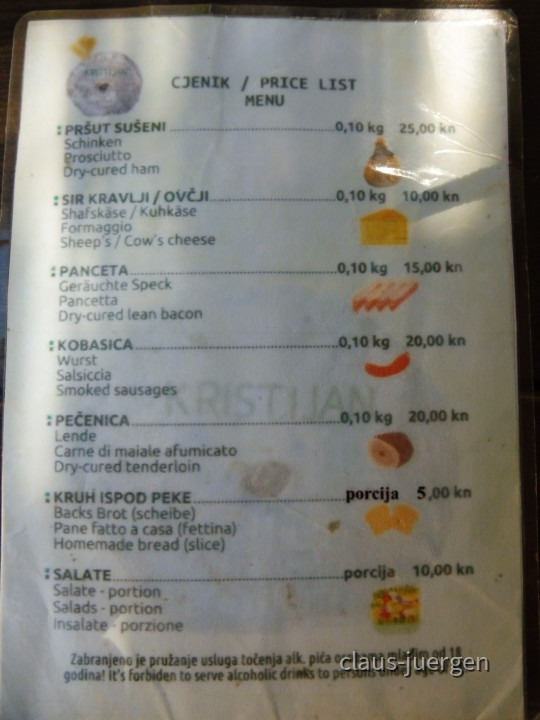 KRISTIJAN
CJENIK / PRICE LIST
MENU
PRŠUT SUŠENI ........ 0,10 kg 25,00 kn
Schinken
Prosciutto
Dry-cured ham
SIR KRAVLJI / OVČJI ........ 0,10 kg 10,00 kn
Shafskäse / Kuhkäse
Formaggio
Sheep's / Cow's cheese
PANCETA ........ 0,10 kg 15,00 kn
Geräuchte Speck
Pancetta
Dry-cured lean bacon
KOBASICA ........ 0,10 kg 20,00 kn
Wurst
Salsiccia
Smoked sausages
KRISTIJAN
PEČENICA ........ 0,10 kg 20,00 kn
Lende
Carne di maiale afumicato
Dry-cured tenderloin
KRUH ISPOD PEKE ........ porcija 5,00 kn
Backs Brot (scheibe)
Pane fatto a casa (fettina)
Homemade bread (slice)
SALATE ........ porcija 10,00 kn
Salate - portion
Salads - portion
Insalate - porzione
Zabranjeno je pružanje usluga točenja alk. pića mlađim od 18
godina! It's forbidden to serve alcoholic drinks to persons
claus-juergen